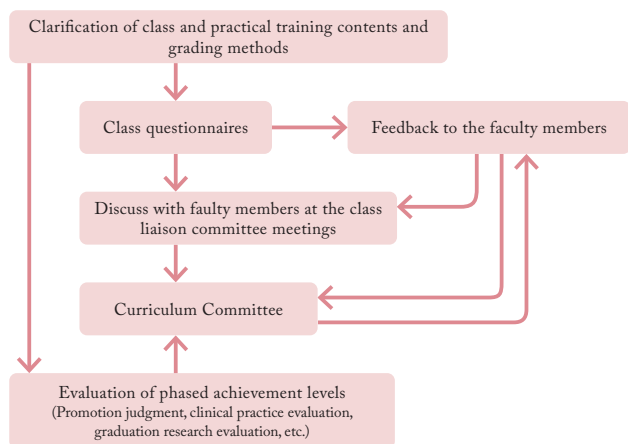 Clarification of class and practical training contents and
grading methods
Class questionnaires
Feedback to the faculty members
Discuss with faulty members at the class
liaison committee meetings
Curriculum Committee
Evaluation of phased achievement levels
(Promotion judgment, clinical practice evaluation,
graduation research evaluation, etc.)